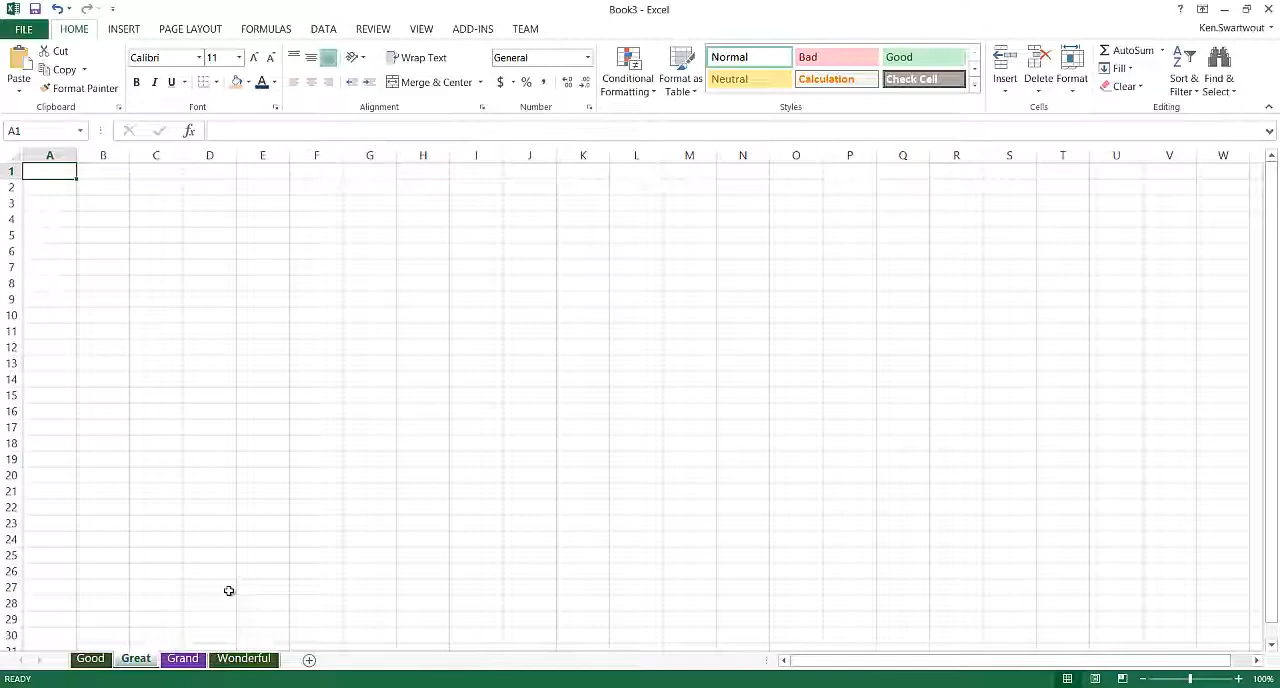 Book3 - Excel
?
Ken.Swartwout
FILE HOME INSERT PAGE LAYOUT FORMULAS DATA REVIEW VIEW ADD-INS TEAM
Paste
Cut
Copy
Format Painter
Clipboard
Calibri 11 A A
B I U A
Font
Wrap Text
Merge & Center
Alignment
General
$ % ,
Number
Conditional Formatting
Format as Table
Normal Bad Good
Neutral Calculation Check Cell
Styles
Insert Delete Format
Cells
AutoSum
Fill
Clear
Sort & Filter
Find & Select
Editing
A1 fx
A B C D E F G H I J K L M N O P Q R S T U V W
1
2
3
4
5
6
7
8
9
10
11
12
13
14
15
16
17
18
19
20
21
22
23
24
25
26
27
28
29
30
31
Good Great Grand Wonderful
READY 100%